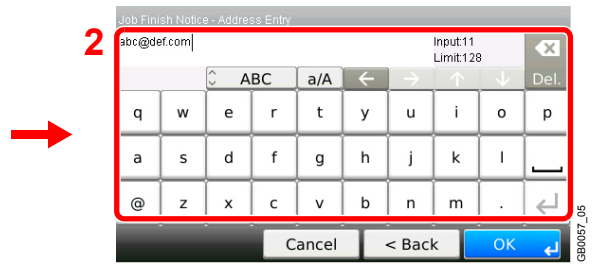 Job Finish Notice - Address Entry
2
abc@def.com
Input:11
Limit:128
ABC a/A ← → ↑ ↓ Del.
q w e r t y u i o p
a s d f g h j k l
@ z x c v b n m .
Cancel < Back OK
GB0057_05